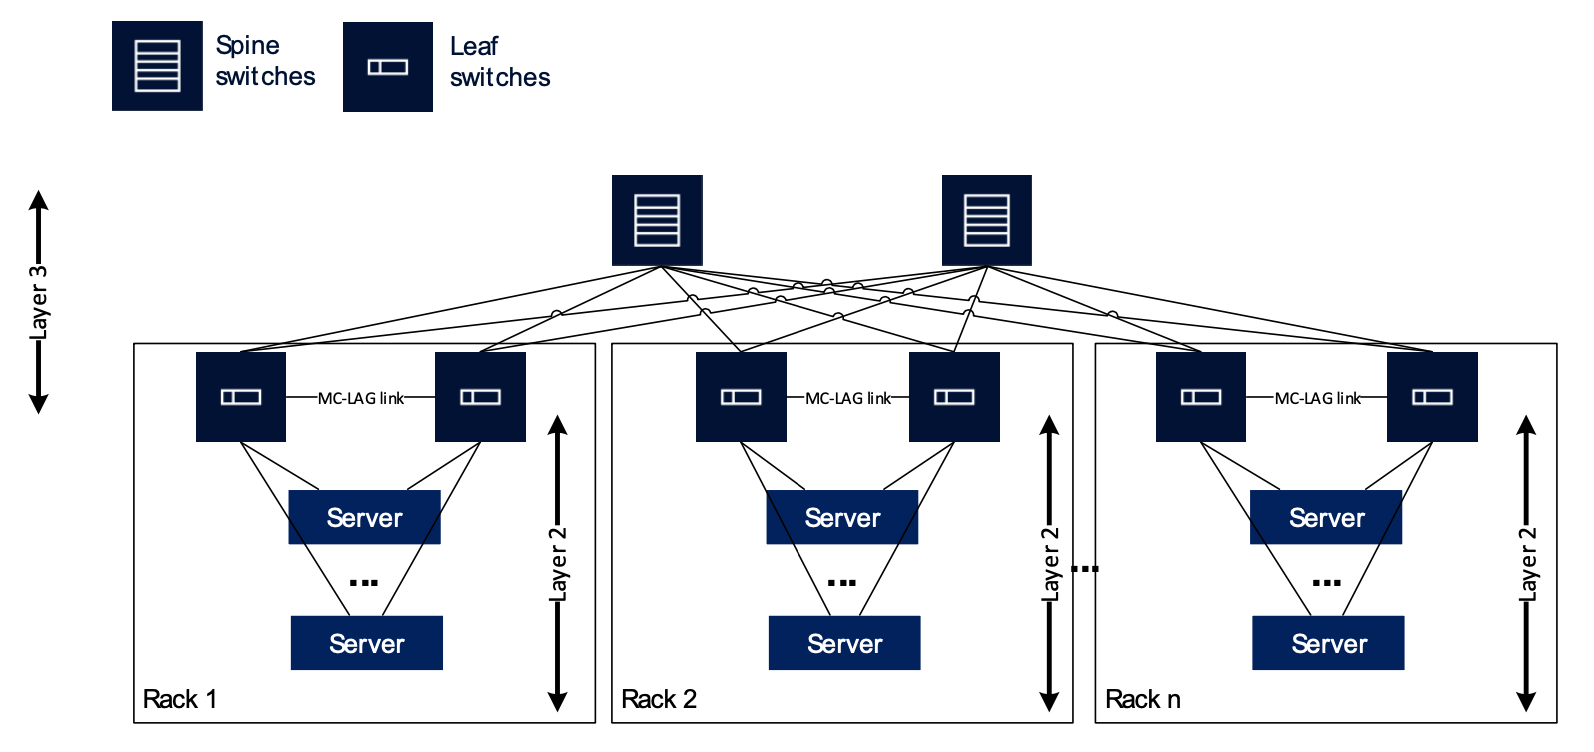 Spine
switches
Leaf
switches
Layer 3
MC-LAG link
MC-LAG link
MC-LAG link
Server
Server
Server
Layer 2
Layer 2
...
Layer 2
...
...
...
Server
Server
Server
Rack 1
Rack 2
Rack n